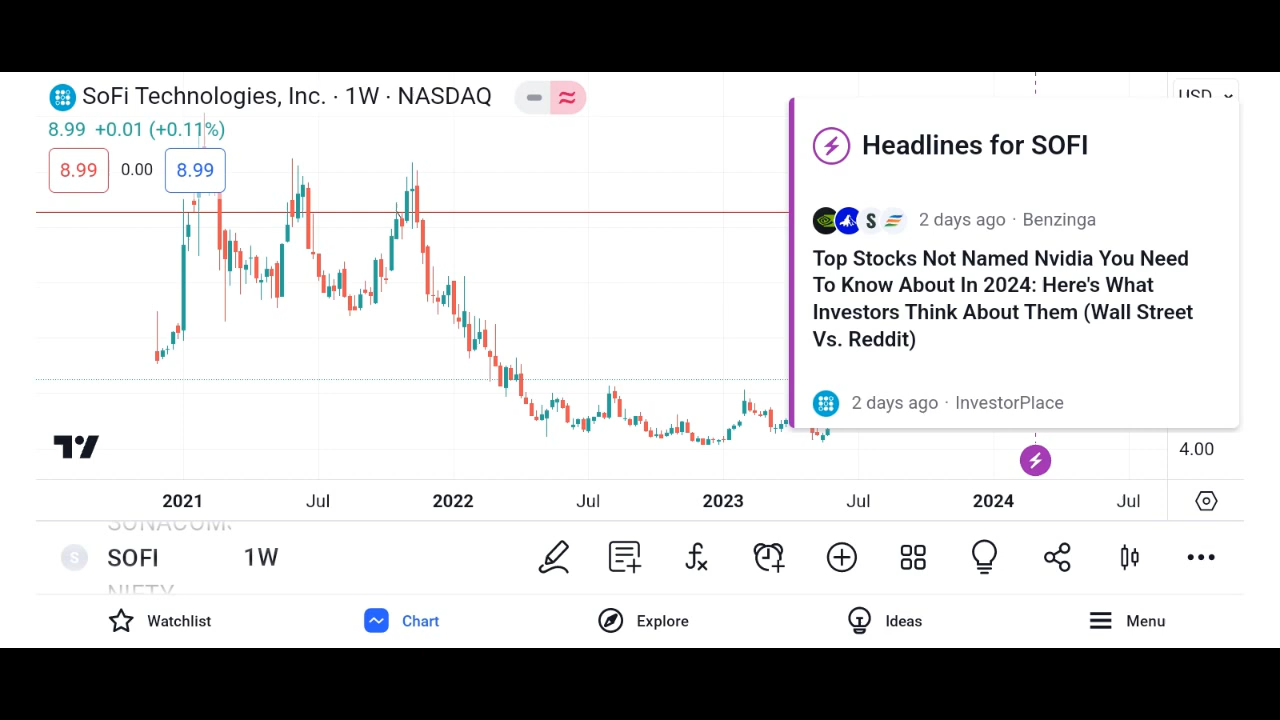 SoFi Technologies, Inc. · 1W · NASDAQ
8.99 +0.01 (+0.11%)
8.99 0.00 8.99
USD
Headlines for SOFI
2 days ago · Benzinga
Top Stocks Not Named Nvidia You Need
To Know About In 2024: Here's What
Investors Think About Them (Wall Street
Vs. Reddit)
2 days ago · InvestorPlace
4.00
2021 Jul 2022 Jul 2023 Jul 2024 Jul
S SOFI 1W
NIFTY
Watchlist Chart Explore Ideas Menu